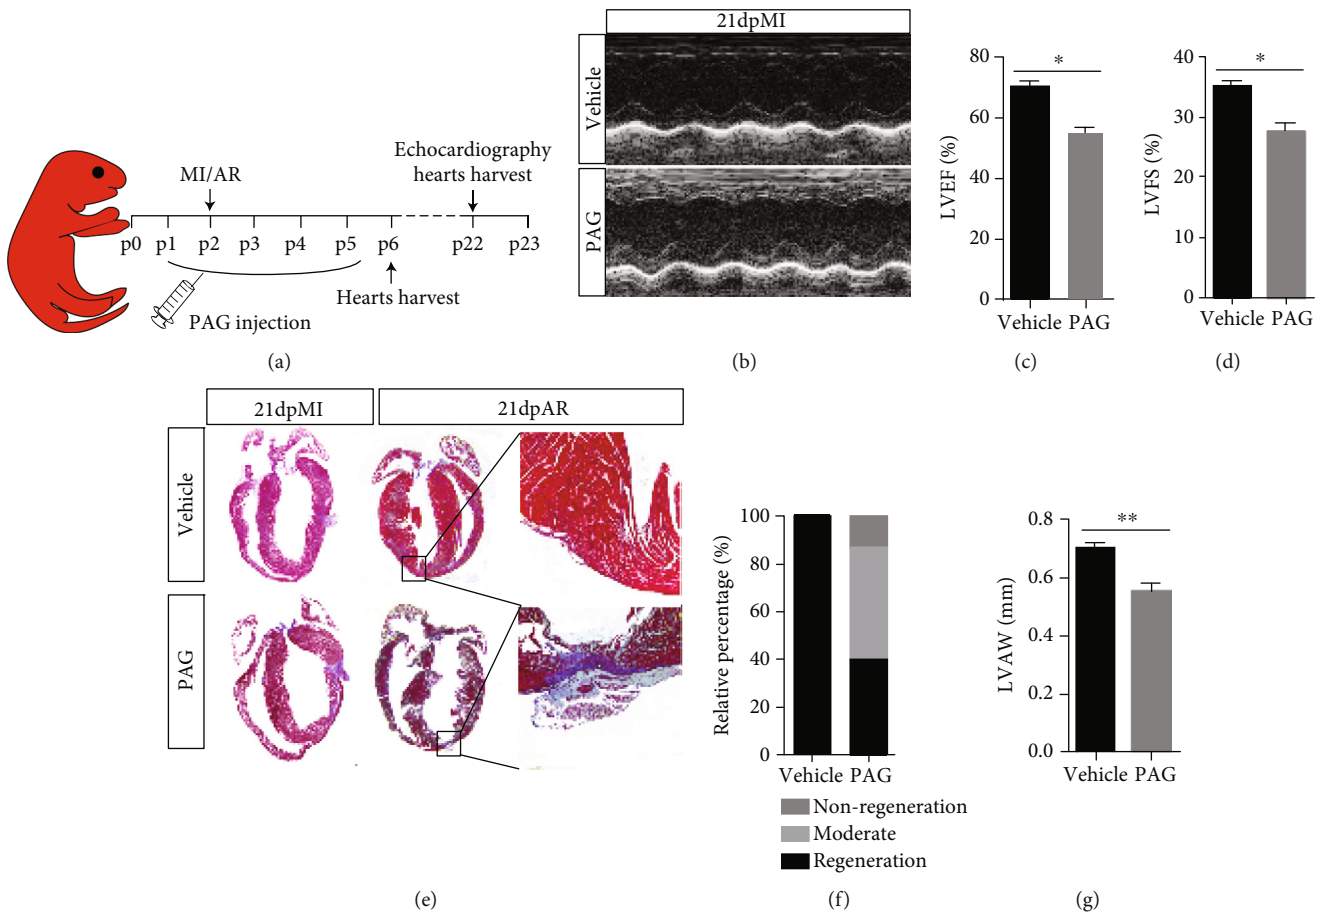 MI/AR
Echocardiography
hearts harvest
p0 p1 p2 p3 p4 p5 p6 p22 p23
Hearts harvest
PAG injection
(a)
21dpMI
Vehicle
PAG
(b)
LVEF (%)
80
60
40
20
0
Vehicle PAG
*
(c)
LVFS (%)
40
30
20
10
0
Vehicle PAG
*
(d)
21dpMI
21dpAR
Vehicle
PAG
(e)
Relative percentage (%)
100
80
60
40
20
0
Vehicle PAG
Non-regeneration
Moderate
Regeneration
(f)
LVAW (mm)
0.8
0.6
0.4
0.2
0.0
Vehicle PAG
**
(g)